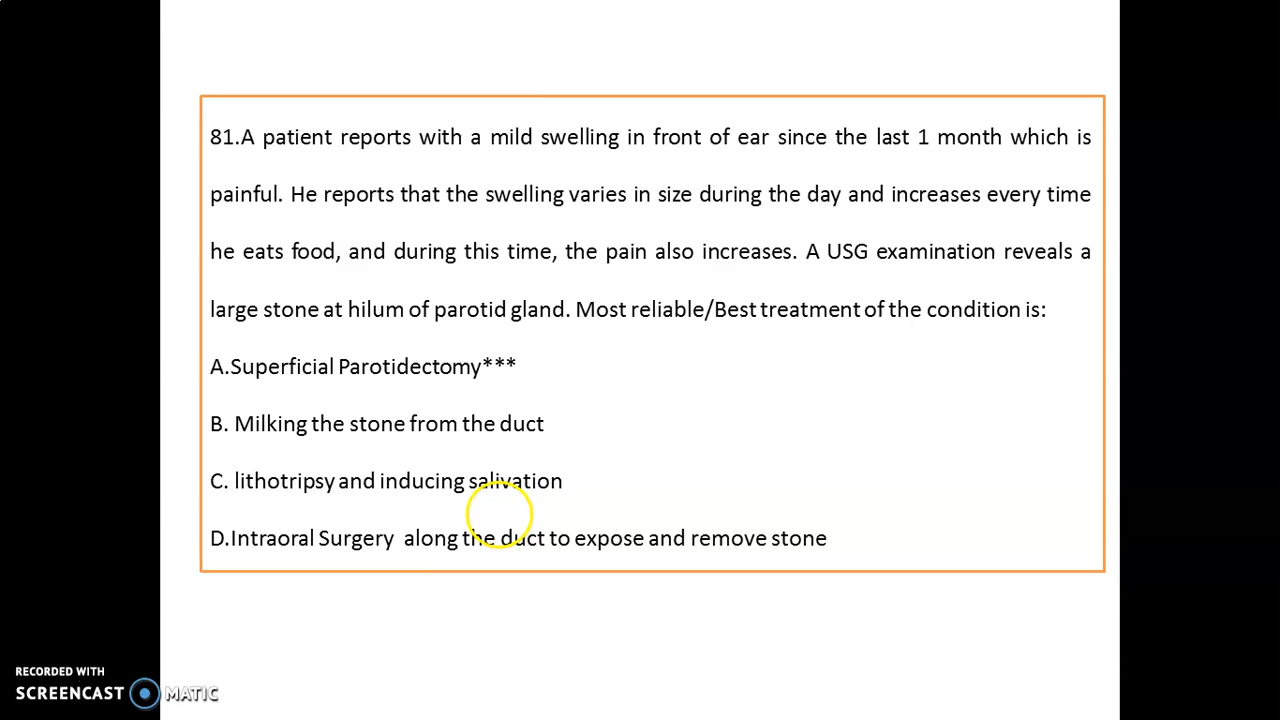 81.A patient reports with a mild swelling in front of ear since the last 1 month which is
painful. He reports that the swelling varies in size during the day and increases every time
he eats food, and during this time, the pain also increases. A USG examination reveals a
large stone at hilum of parotid gland. Most reliable/Best treatment of the condition is:
A.Superficial Parotidectomy***
B. Milking the stone from the duct
C. lithotripsy and inducing salivation
D.Intraoral Surgery along the duct to expose and remove stone
RECORDED WITH
SCREENCAST MATIC